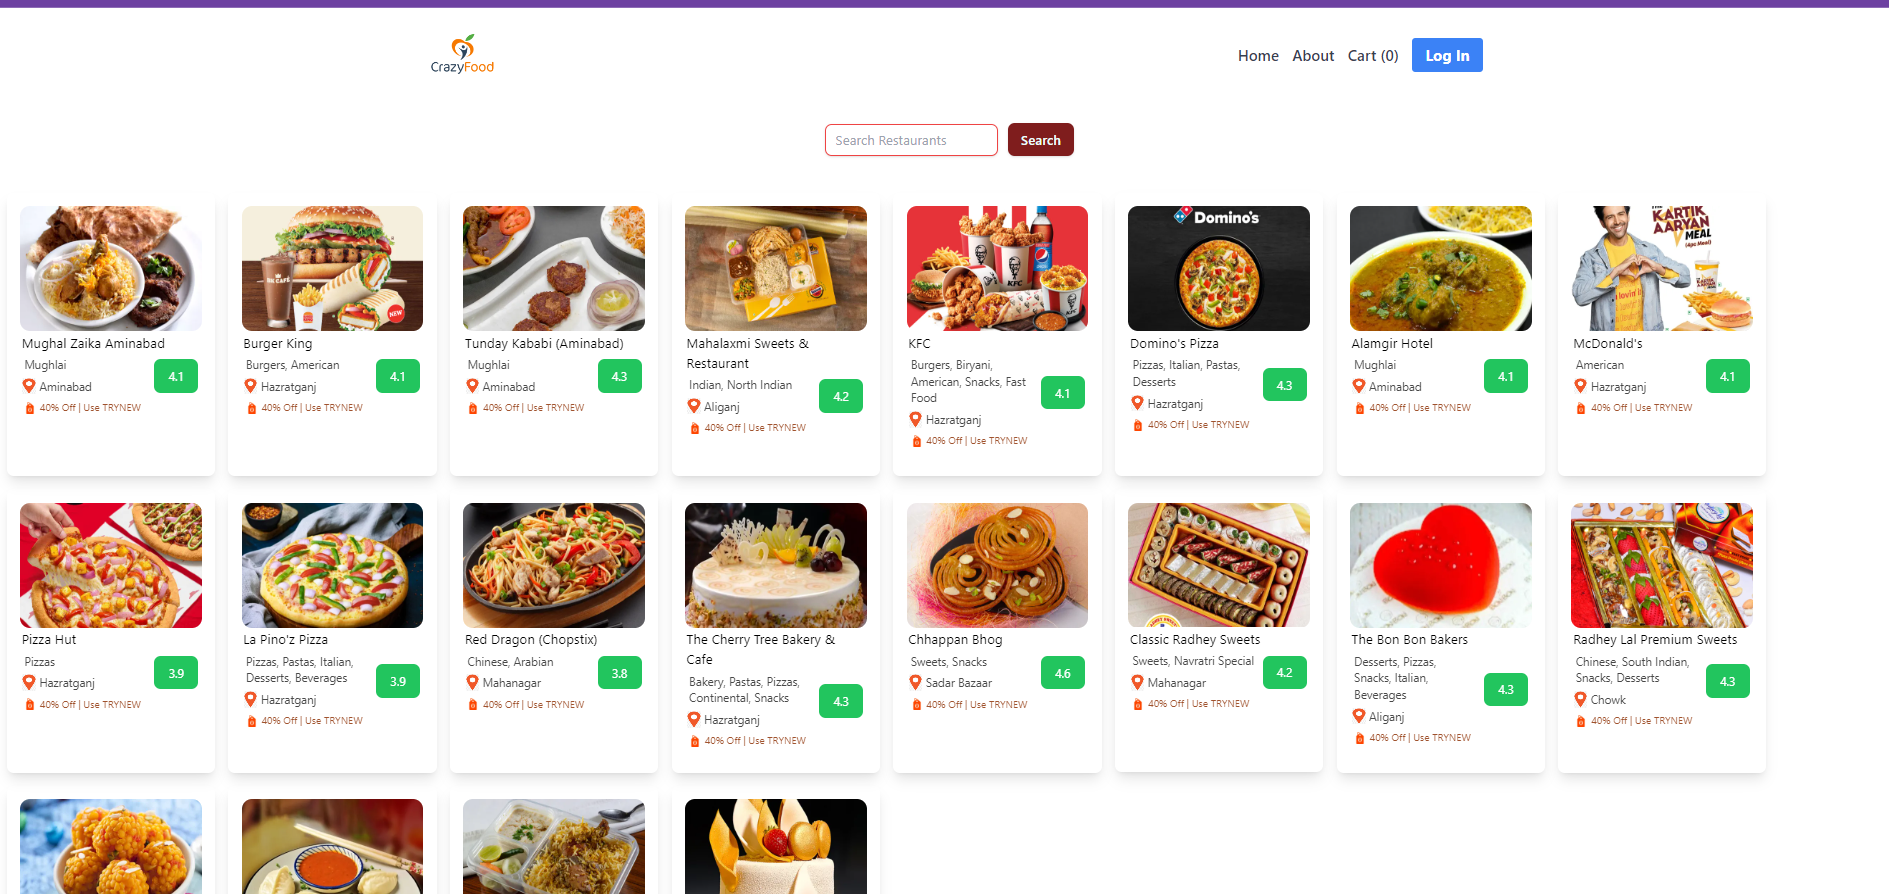 CrazyFood
Home About Cart (0) Log In
Search Restaurants Search
BK CAFÉ
NEW
KFC
KFC
Domino's
KARTIK
AARYAN
MEAL
(4pc Meal)
i'm lovin' it
Mughal Zaika Aminabad
Mughlai
Aminabad
4.1
40% Off | Use TRYNEW
Burger King
Burgers, American
Hazratganj
4.1
40% Off | Use TRYNEW
Tunday Kababi (Aminabad)
Mughlai
Aminabad
4.3
40% Off | Use TRYNEW
Mahalaxmi Sweets &
Restaurant
Indian, North Indian
Aliganj
4.2
40% Off | Use TRYNEW
KFC
Burgers, Biryani,
American, Snacks, Fast
Food
Hazratganj
4.1
40% Off | Use TRYNEW
Domino's Pizza
Pizzas, Italian, Pastas,
Desserts
Hazratganj
4.3
40% Off | Use TRYNEW
Alamgir Hotel
Mughlai
Aminabad
4.1
40% Off | Use TRYNEW
McDonald's
American
Hazratganj
4.1
40% Off | Use TRYNEW
Pizza Hut
Pizzas
Hazratganj
3.9
40% Off | Use TRYNEW
La Pino'z Pizza
Pizzas, Pastas, Italian,
Desserts, Beverages
Hazratganj
3.9
40% Off | Use TRYNEW
Red Dragon (Chopstix)
Chinese, Arabian
Mahanagar
3.8
40% Off | Use TRYNEW
The Cherry Tree Bakery &
Cafe
Bakery, Pastas, Pizzas,
Continental, Snacks
Hazratganj
4.3
40% Off | Use TRYNEW
Chhappan Bhog
Sweets, Snacks
Sadar Bazaar
4.6
40% Off | Use TRYNEW
Classic Radhey Sweets
Sweets, Navratri Special
Mahanagar
4.2
40% Off | Use TRYNEW
The Bon Bon Bakers
Desserts, Pizzas,
Snacks, Italian,
Beverages
Aliganj
4.3
40% Off | Use TRYNEW
Radhey Lal Premium Sweets
Chinese, South Indian,
Snacks, Desserts
Chowk
4.3
40% Off | Use TRYNEW